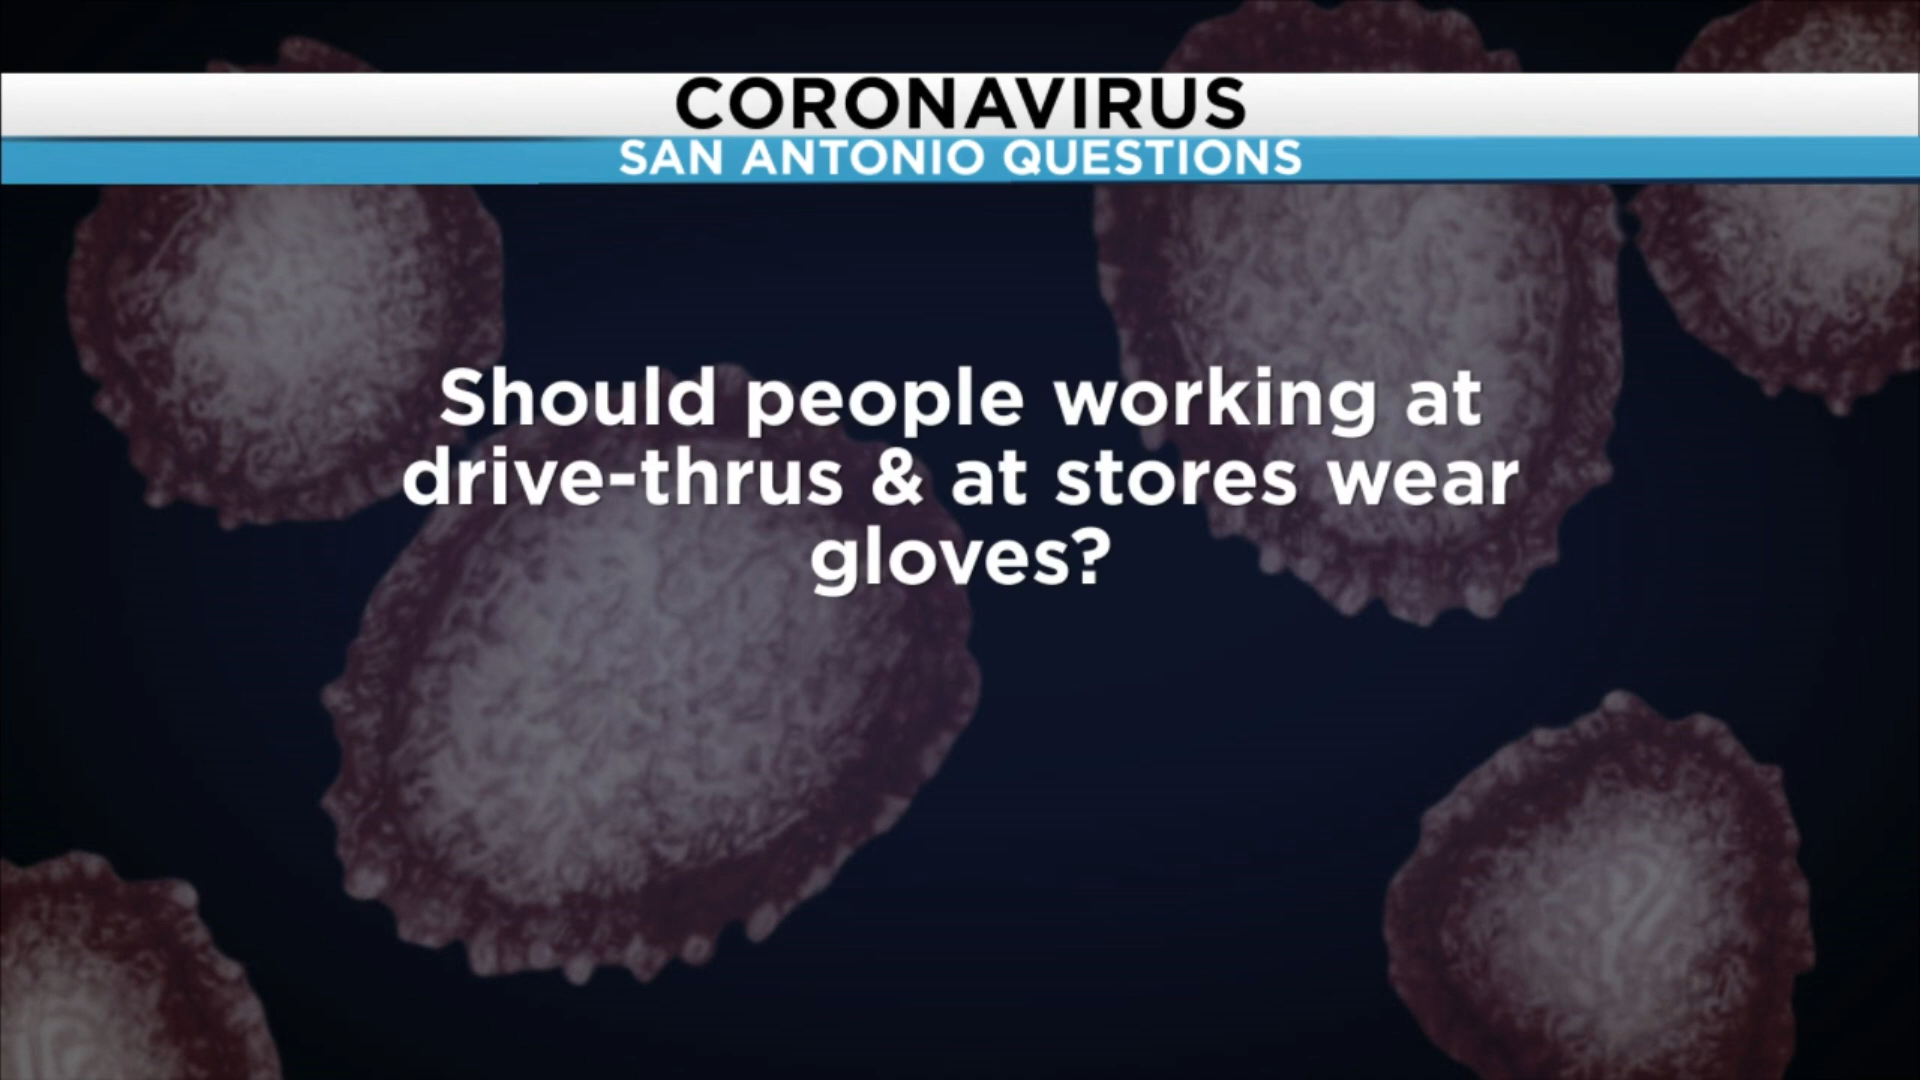 CORONAVIRUS
SAN ANTONIO QUESTIONS
Should people working at
drive-thrus & at stores wear
gloves?